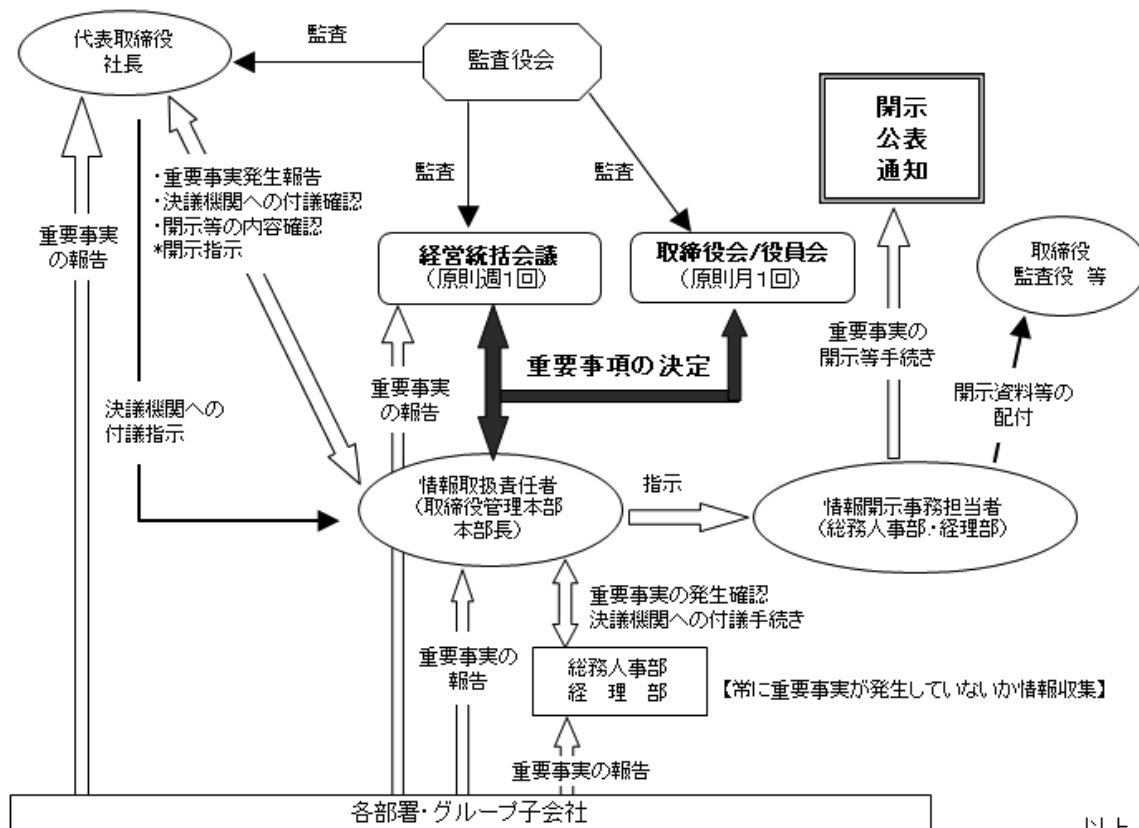 代表取締役
社長
監査
監査役会
開示
公表
通知
監査
監査
・重要事実発生報告
・決議機関への付議確認
・開示等の内容確認
*開示指示
重要事実
の報告
経営統括会議
(原則週1回)
取締役会/役員会
(原則月1回)
取締役
監査役 等
重要事実の
開示等手続き
重要事項の決定
重要事実
の報告
開示資料等の
配付
決議機関への
付議指示
情報取扱責任者
(取締役管理本部
本部長)
指示
情報開示事務担当者
(総務人事部・経理部)
重要事実の発生確認
決議機関への付議手続き
重要事実の
報告
総務人事部
経 理 部
【常に重要事実が発生していないか情報収集】
重要事実の報告
各部署・グループ子会社
以上